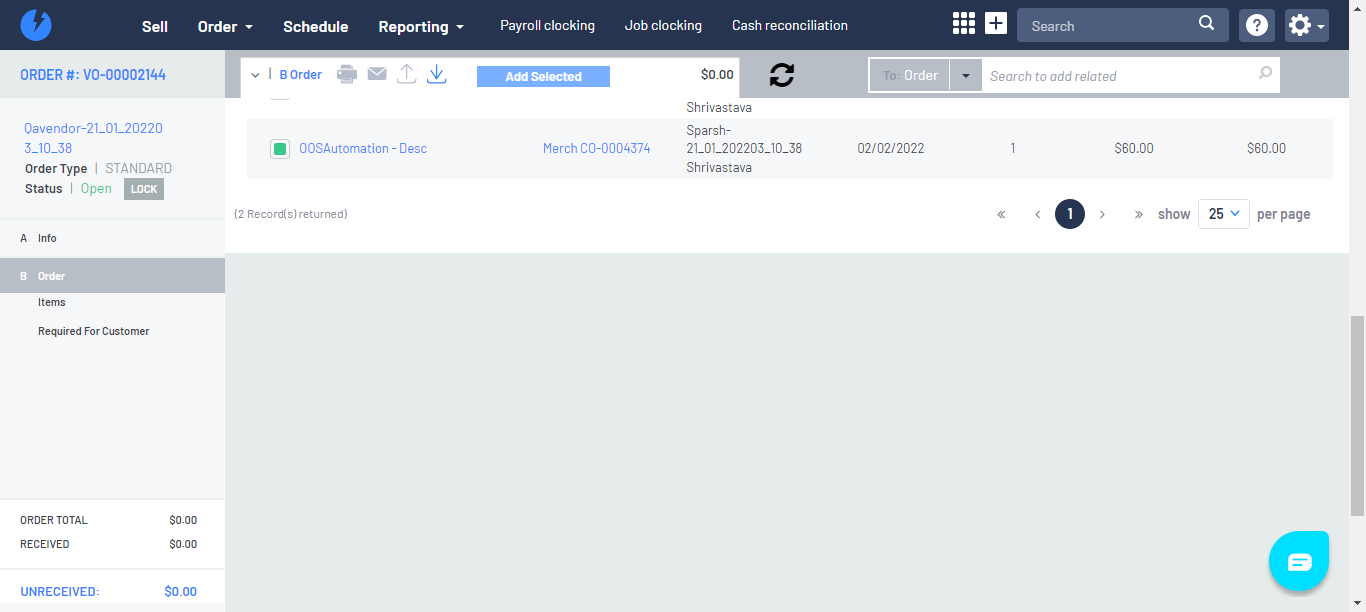 Sell Order Schedule Reporting Payroll clocking Job clocking Cash reconciliation Search
ORDER #: VO-00002144
B Order Add Selected $0.00 To: Order Search to add related
Qavendor-21_01_20220
3_10_38
Order Type | STANDARD
Status | Open LOCK
A Info
B Order
Items
Required For Customer
ORDER TOTAL $0.00
RECEIVED $0.00
UNRECEIVED: $0.00
Shrivastava
OOSAutomation - Desc Merch CO-0004374 Sparsh-
21_01_202203_10_38 02/02/2022 1 $60.00 $60.00
Shrivastava
(2 Record(s) returned) « ‹ 1 › » show 25 per page